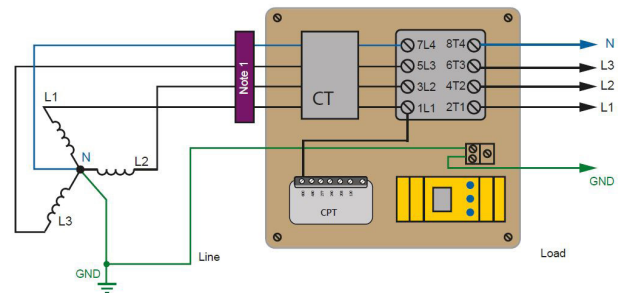 7L4 8T4 N
5L3 6T3 L3
3L2 4T2 L2
1L1 2T1 L1
Note 1
CT
L1
N
L2
L3
CPT
GND
Line
Load
GND